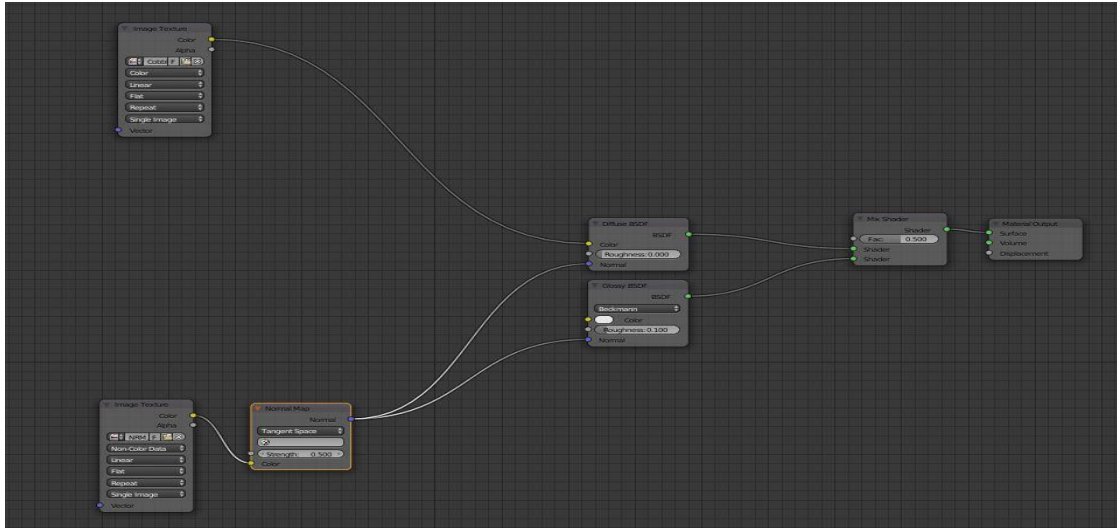 Image Texture
Color
Alpha
Cobb F
Color
Linear
Flat
Repeat
Single Image
Vector
Diffuse BSDF
BSDF
Color
Roughness: 0.000
Normal
Glossy BSDF
BSDF
Beckmann
Color
Roughness: 0.100
Normal
Mix Shader
Shader
Fac: 0.500
Shader
Shader
Material Output
Surface
Volume
Displacement
Image Texture
Color
Alpha
NRM F
Non-Color Data
Linear
Flat
Repeat
Single Image
Vector
Normal Map
Normal
Tangent Space
Strength: 0.500
Color